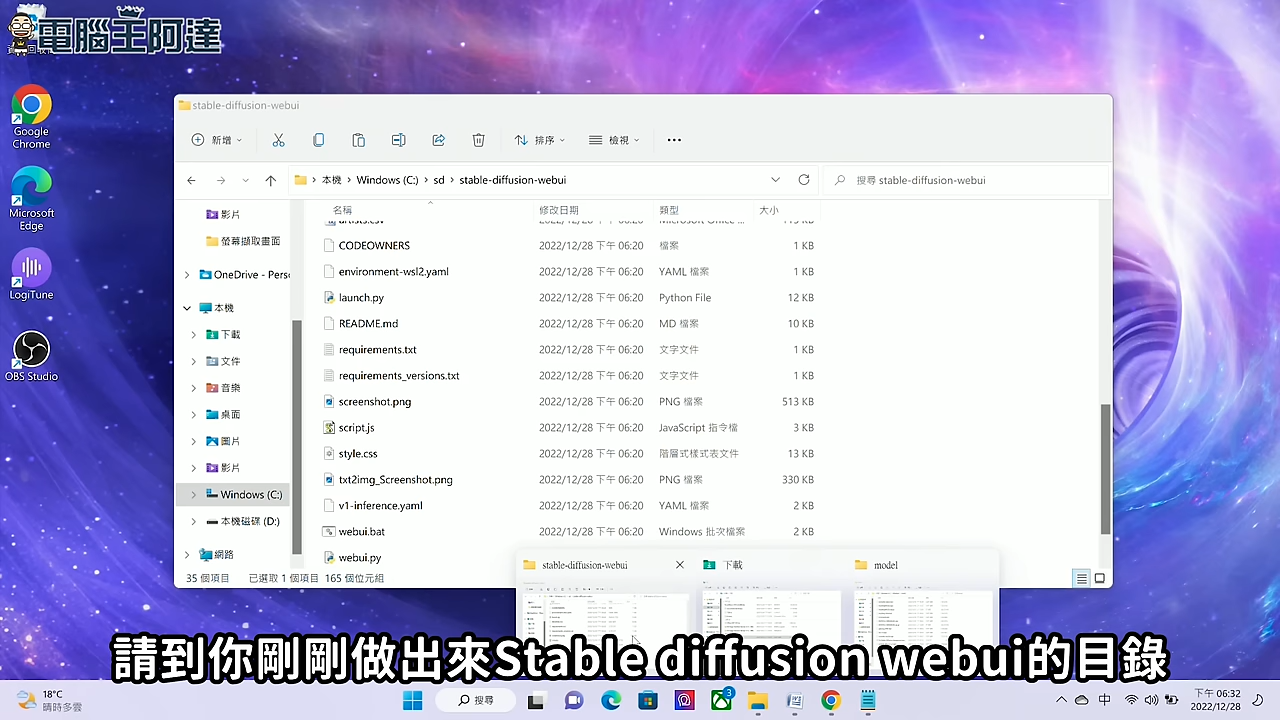 電腦王阿達
stable-diffusion-webui
新增
排序
檢視
本機 › Windows (C:) › sd › stable-diffusion-webui
搜尋 stable-diffusion-webui
名稱 修改日期 類型 大小
影片
螢幕擷取畫面
OneDrive - Perso
本機
下載
文件
音樂
桌面
圖片
影片
Windows (C:)
本機磁碟 (D:)
網路
artists.csv 2022/12/28 下午 06:20 Microsoft Office ... 113 KB
CODEOWNERS 2022/12/28 下午 06:20 檔案 1 KB
environment-wsl2.yaml 2022/12/28 下午 06:20 YAML 檔案 1 KB
launch.py 2022/12/28 下午 06:20 Python File 12 KB
README.md 2022/12/28 下午 06:20 MD 檔案 10 KB
requirements.txt 2022/12/28 下午 06:20 文字文件 1 KB
requirements_versions.txt 2022/12/28 下午 06:20 文字文件 1 KB
screenshot.png 2022/12/28 下午 06:20 PNG 檔案 513 KB
script.js 2022/12/28 下午 06:20 JavaScript 指令檔 3 KB
style.css 2022/12/28 下午 06:20 階層式樣式表文件 13 KB
txt2img_Screenshot.png 2022/12/28 下午 06:20 PNG 檔案 330 KB
v1-inference.yaml 2022/12/28 下午 06:20 YAML 檔案 2 KB
webui.bat 2022/12/28 下午 06:20 Windows 批次檔案 2 KB
webui.py
35 個項目 已選取 1 個項目 165 個位元組
Google
Chrome
Microsoft
Edge
LogiTune
OBS Studio
stable-diffusion-webui
下載
model
請到你剛剛做出來Stable diffusion webui的目錄
18°C
晴時多雲
搜尋
3
中
下午 06:32
2022/12/28